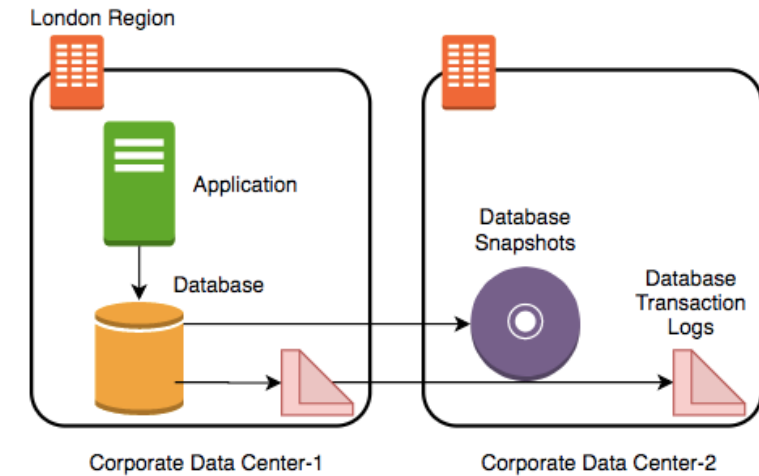 London Region
Application
Database
Database
Snapshots
Database
Transaction
Logs
Corporate Data Center-1
Corporate Data Center-2